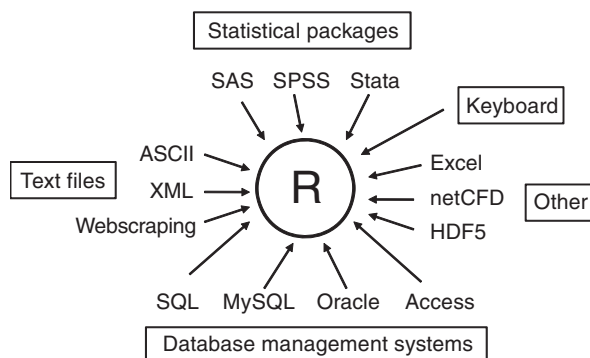 Statistical packages
SAS SPSS Stata
Keyboard
ASCII
Text files
XML
Webscraping
R
Excel
netCFD
Other
HDF5
SQL MySQL Oracle Access
Database management systems